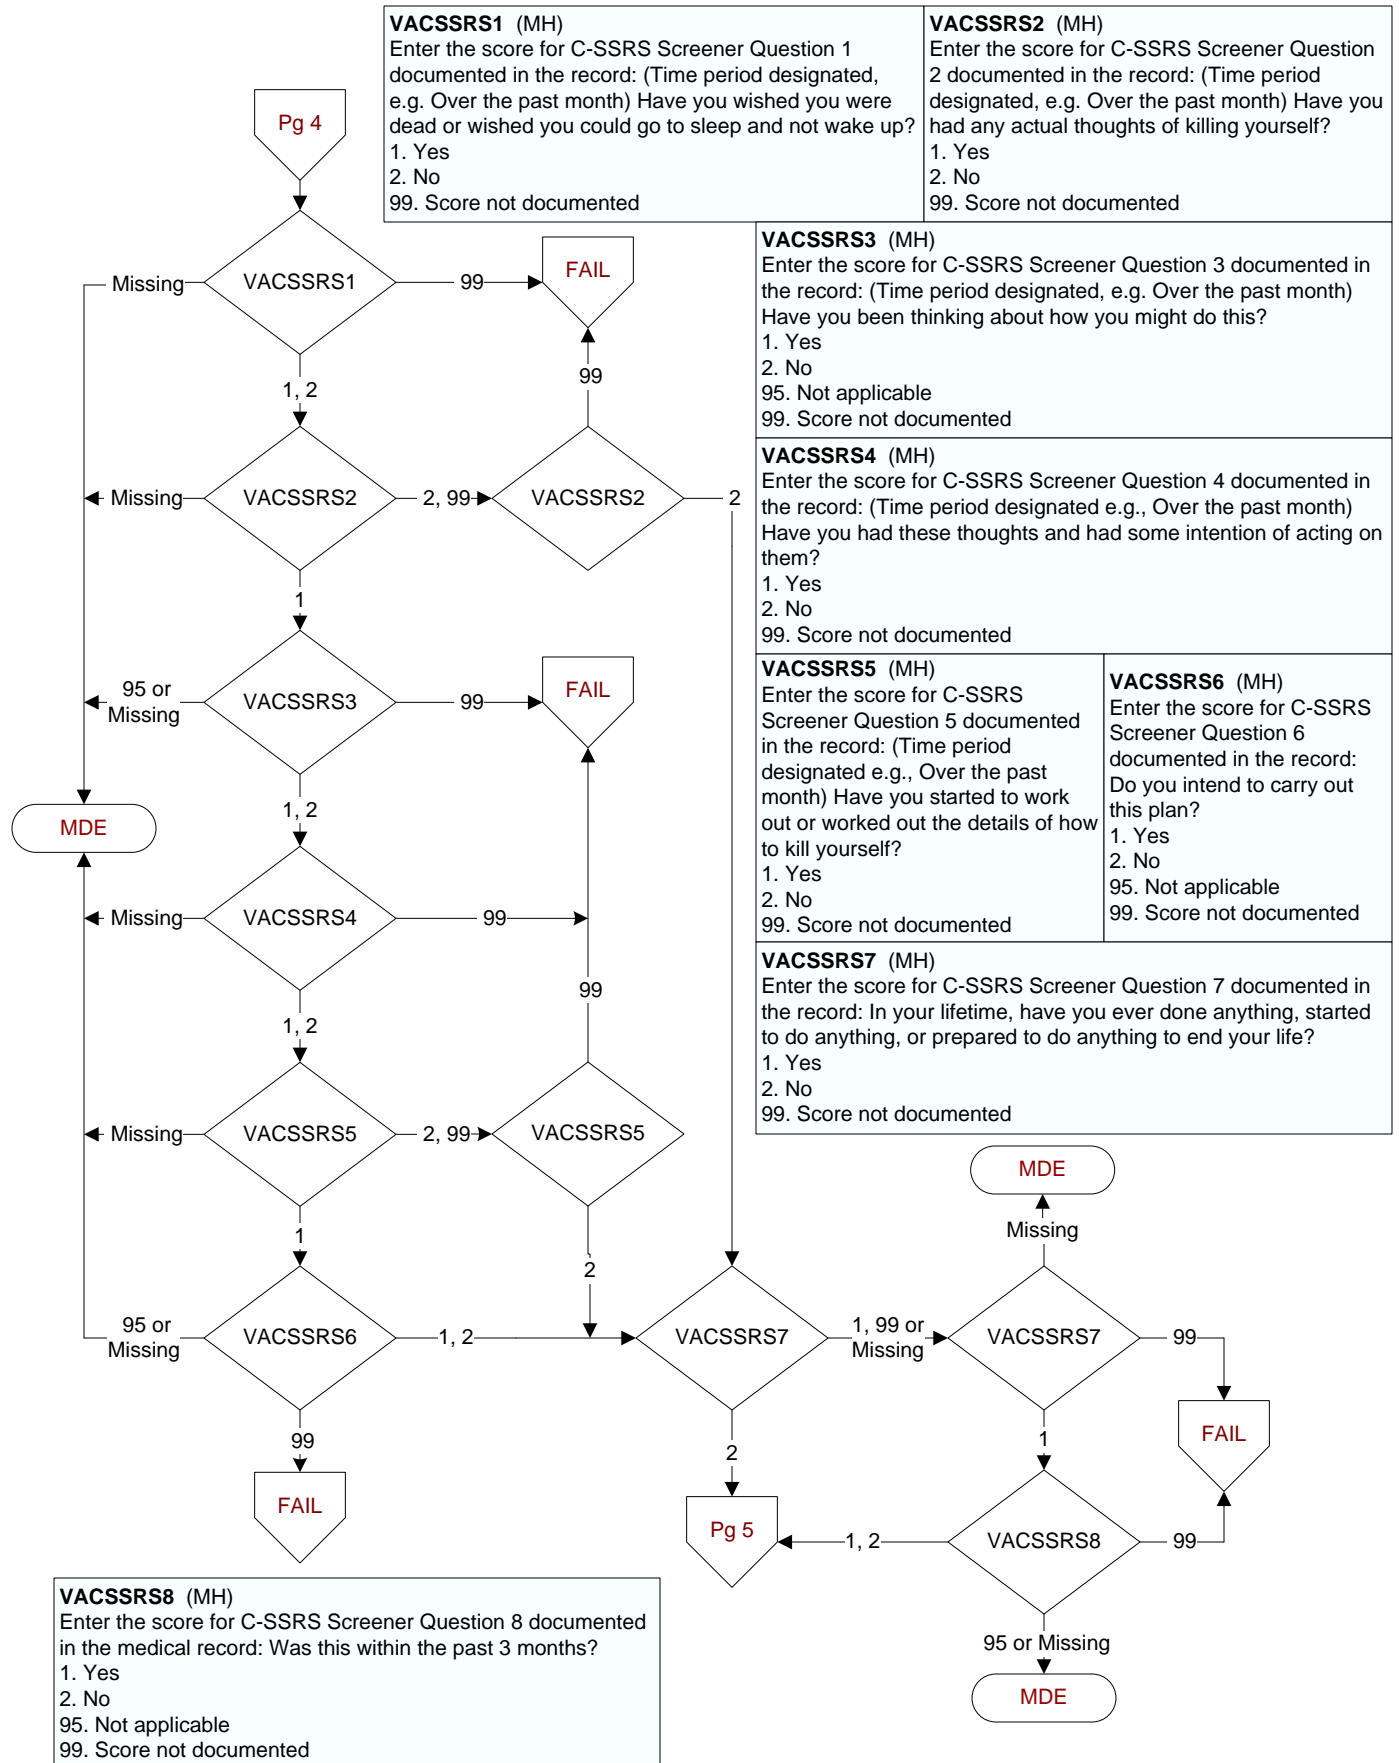 VACSSRS1 (MH)
Enter the score for C-SSRS Screener Question 1
documented in the record: (Time period designated,
e.g. Over the past month) Have you wished you were
dead or wished you could go to sleep and not wake up?
1. Yes
2. No
99. Score not documented
VACSSRS2 (MH)
Enter the score for C-SSRS Screener Question
2 documented in the record: (Time period
designated, e.g. Over the past month) Have you
had any actual thoughts of killing yourself?
1. Yes
2. No
99. Score not documented
VACSSRS3 (MH)
Enter the score for C-SSRS Screener Question 3 documented in
the record: (Time period designated, e.g. Over the past month)
Have you been thinking about how you might do this?
1. Yes
2. No
95. Not applicable
99. Score not documented
VACSSRS4 (MH)
Enter the score for C-SSRS Screener Question 4 documented in
the record: (Time period designated e.g., Over the past month)
Have you had these thoughts and had some intention of acting on
them?
1. Yes
2. No
99. Score not documented
VACSSRS5 (MH)
Enter the score for C-SSRS
Screener Question 5 documented
in the record: (Time period
designated e.g., Over the past
month) Have you started to work
out or worked out the details of how
to kill yourself?
1. Yes
2. No
99. Score not documented
VACSSRS6 (MH)
Enter the score for C-SSRS
Screener Question 6
documented in the record:
Do you intend to carry out
this plan?
1. Yes
2. No
95. Not applicable
99. Score not documented
VACSSRS7 (MH)
Enter the score for C-SSRS Screener Question 7 documented in
the record: In your lifetime, have you ever done anything, started
to do anything, or prepared to do anything to end your life?
1. Yes
2. No
99. Score not documented
Pg 4
Missing
VACSSRS1
99
FAIL
1, 2
99
Missing
VACSSRS2
2, 99
VACSSRS2
2
1
95 or
Missing
VACSSRS3
99
FAIL
1, 2
MDE
Missing
VACSSRS4
99
99
1, 2
Missing
VACSSRS5
2, 99
VACSSRS5
MDE
Missing
1
2
95 or
Missing
VACSSRS6
1, 2
VACSSRS7
1, 99 or
Missing
VACSSRS7
99
99
FAIL
2
1
FAIL
Pg 5
1, 2
VACSSRS8
99
95 or Missing
MDE
VACSSRS8 (MH)
Enter the score for C-SSRS Screener Question 8 documented
in the medical record: Was this within the past 3 months?
1. Yes
2. No
95. Not applicable
99. Score not documented